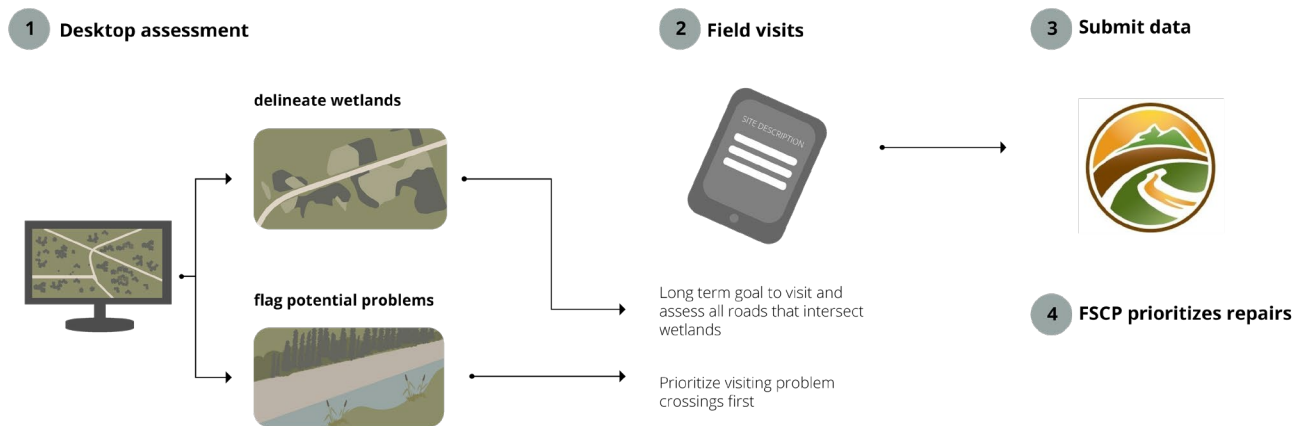 1 Desktop assessment
delineate wetlands
flag potential problems
2 Field visits
SITE DESCRIPTION
Long term goal to visit and
assess all roads that intersect
wetlands
Prioritize visiting problem
crossings first
3 Submit data
4 FSCP prioritizes repairs